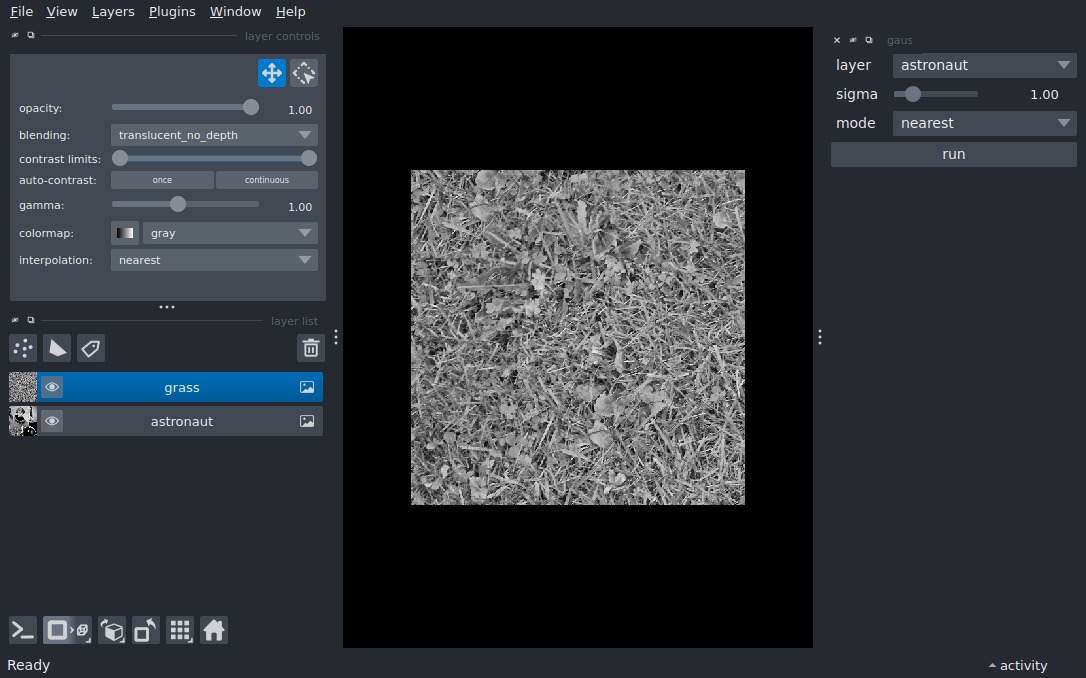 File View Layers Plugins Window Help
layer controls
opacity: 1.00
blending: translucent_no_depth
contrast limits:
auto-contrast: once continuous
gamma: 1.00
colormap: gray
interpolation: nearest
layer list
grass
astronaut
gaus
layer astronaut
sigma 1.00
mode nearest
run
Ready
activity